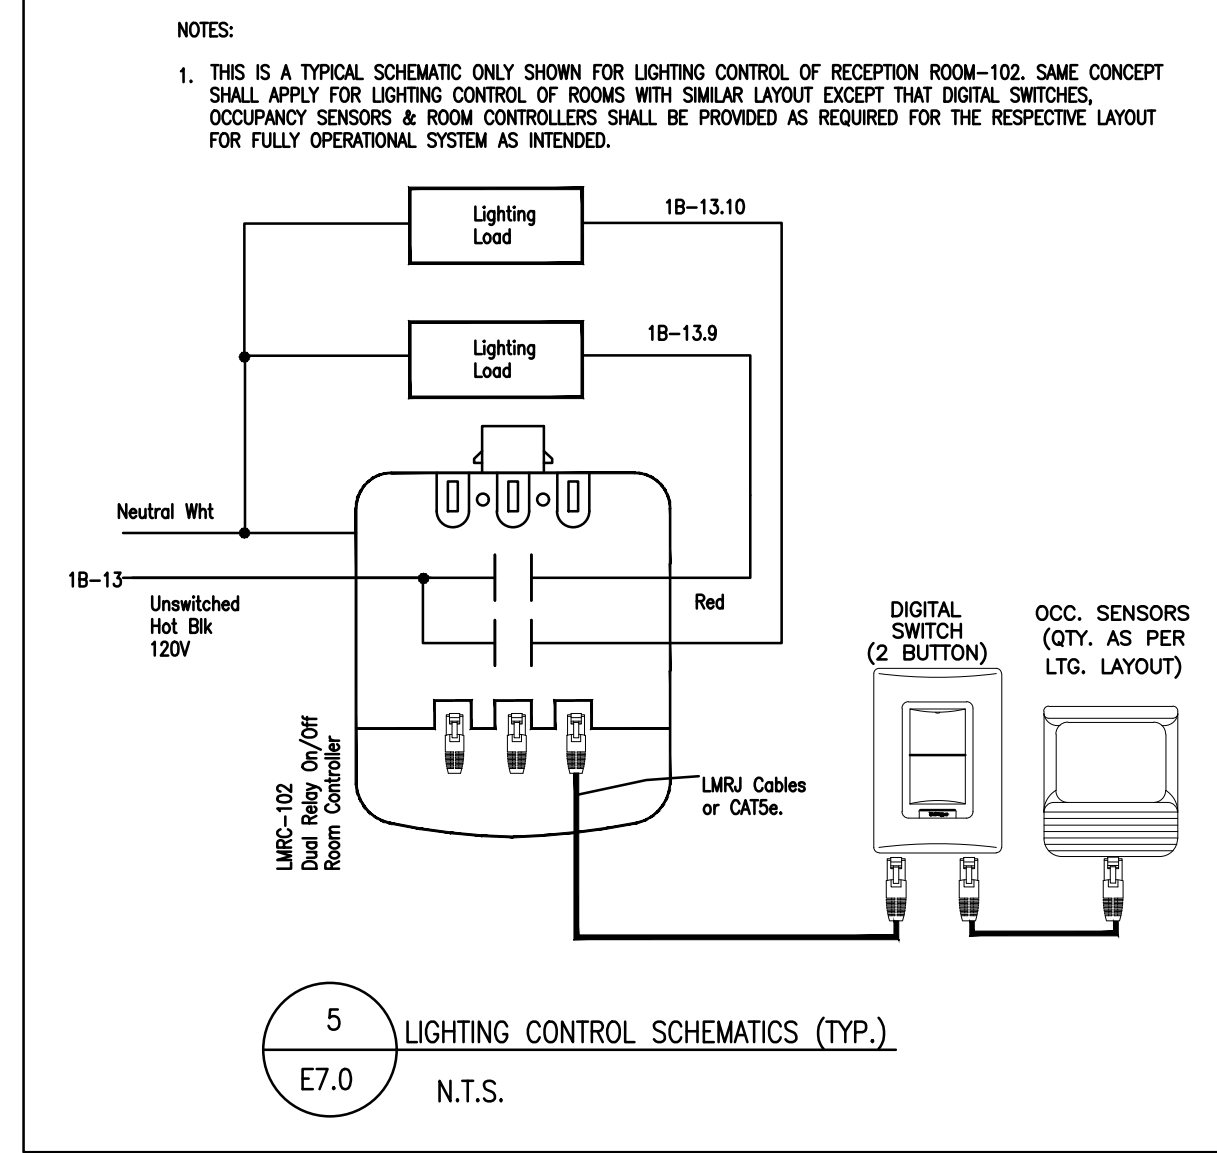 NOTES:
1. THIS IS A TYPICAL SCHEMATIC ONLY SHOWN FOR LIGHTING CONTROL OF RECEPTION ROOM-102. SAME CONCEPT
SHALL APPLY FOR LIGHTING CONTROL OF ROOMS WITH SIMILAR LAYOUT EXCEPT THAT DIGITAL SWITCHES,
OCCUPANCY SENSORS & ROOM CONTROLLERS SHALL BE PROVIDED AS REQUIRED FOR THE RESPECTIVE LAYOUT
FOR FULLY OPERATIONAL SYSTEM AS INTENDED.
Lighting
Load
1B-13.10
Lighting
Load
1B-13.9
Neutral Wht
1B-13
Unswitched
Hot Blk
120V
Red
DIGITAL
SWITCH
(2 BUTTON)
OCC. SENSORS
(QTY. AS PER
LTG. LAYOUT)
LMRC-102
Dual Relay On/Off
Room Controller
LMRJ Cables
or CAT5e.
5
E7.0
LIGHTING CONTROL SCHEMATICS (TYP.)
N.T.S.